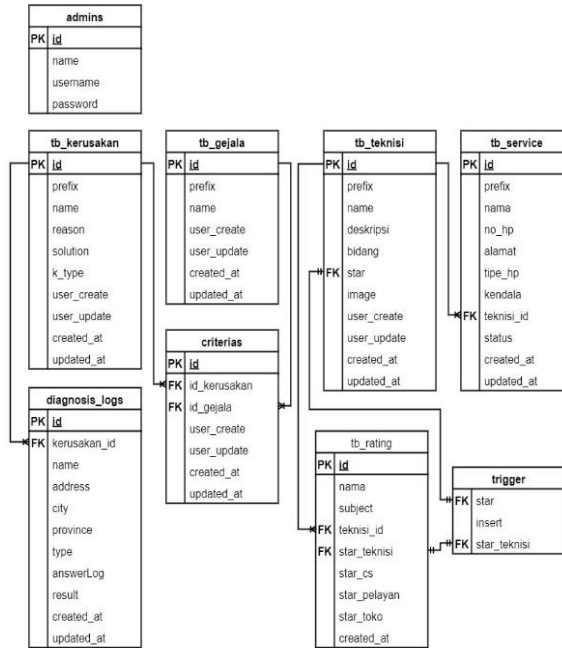 admins
PK id
name
username
password
tb_kerusakan
PK id
prefix
name
reason
solution
k_type
user_create
user_update
created_at
updated_at
tb_gejala
PK id
prefix
name
user_create
user_update
created_at
updated_at
tb_teknisi
PK id
prefix
name
deskripsi
bidang
FK star
image
user_create
user_update
created_at
updated_at
tb_service
PK id
prefix
nama
no_hp
alamat
tipe_hp
kendala
FK teknisi_id
status
created_at
updated_at
criterias
PK id
FK id_kerusakan
FK id_gejala
user_create
user_update
created_at
updated_at
diagnosis_logs
PK id
FK kerusakan_id
name
address
city
province
type
answerLog
result
created_at
updated_at
tb_rating
PK id
nama
subject
FK teknisi_id
FK star_teknisi
star_cs
star_pelayan
star_toko
created_at
trigger
FK star
insert
FK star_teknisi